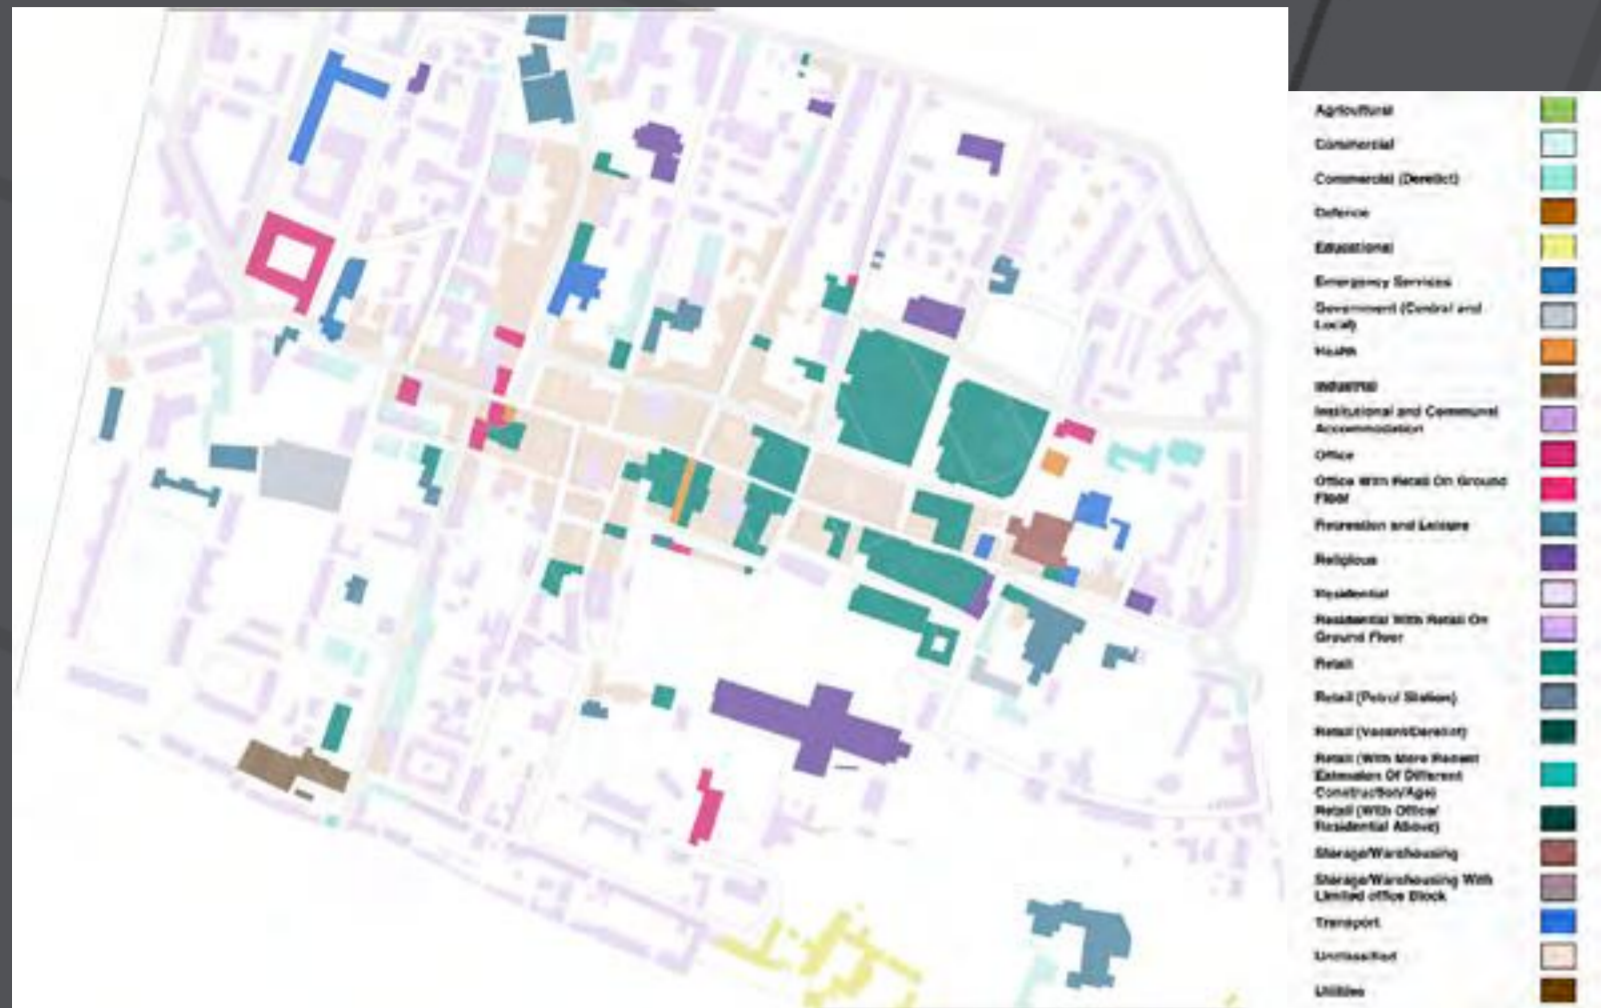 Agricultural
Commercial
Commercial (Derelict)
Defence
Educational
Emergency Services
Government (Central and
Local)
Health
Industrial
Institutional and Communal
Accommodation
Office
Office With Retail On Ground
Floor
Recreation and Leisure
Religious
Residential
Residential With Retail On
Ground Floor
Retail
Retail (Petrol Station)
Retail (Vacant/Derelict)
Retail (With More Recent
Extension Of Different
Construction/Age)
Retail (With Office/
Residential Above)
Storage/Warehousing
Storage/Warehousing With
Limited office Block
Transport
Unclassified
Utilities